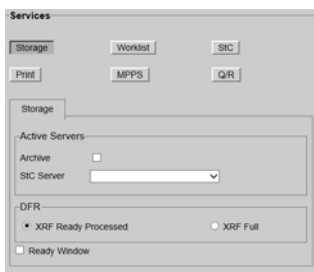 Services
Storage Worklist StC
Print MPPS Q/R
Storage
Active Servers
Archive
StC Server
DFR
XRF Ready Processed XRF Full
Ready Window